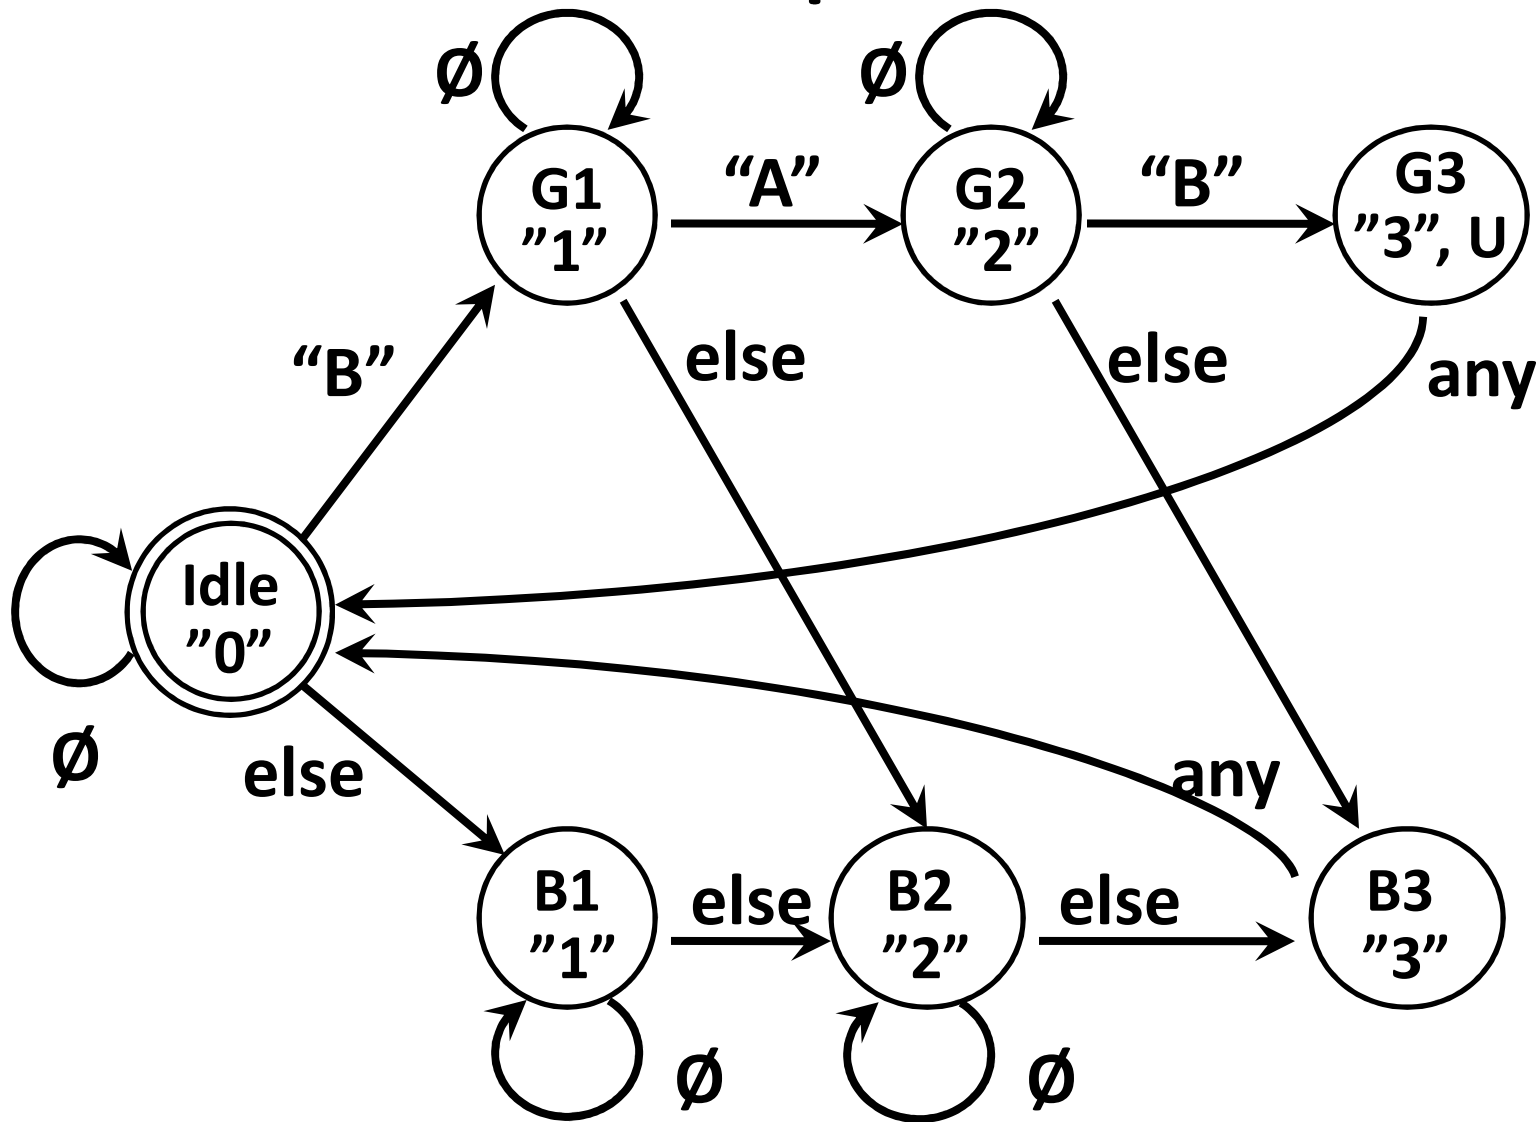 Ø
Ø
G1
”1”
“A”
G2
”2”
“B”
G3
”3”, U
“B”
else
else
any
Idle
”0”
Ø
else
any
B1
”1”
else
B2
”2”
else
B3
”3”
Ø
Ø